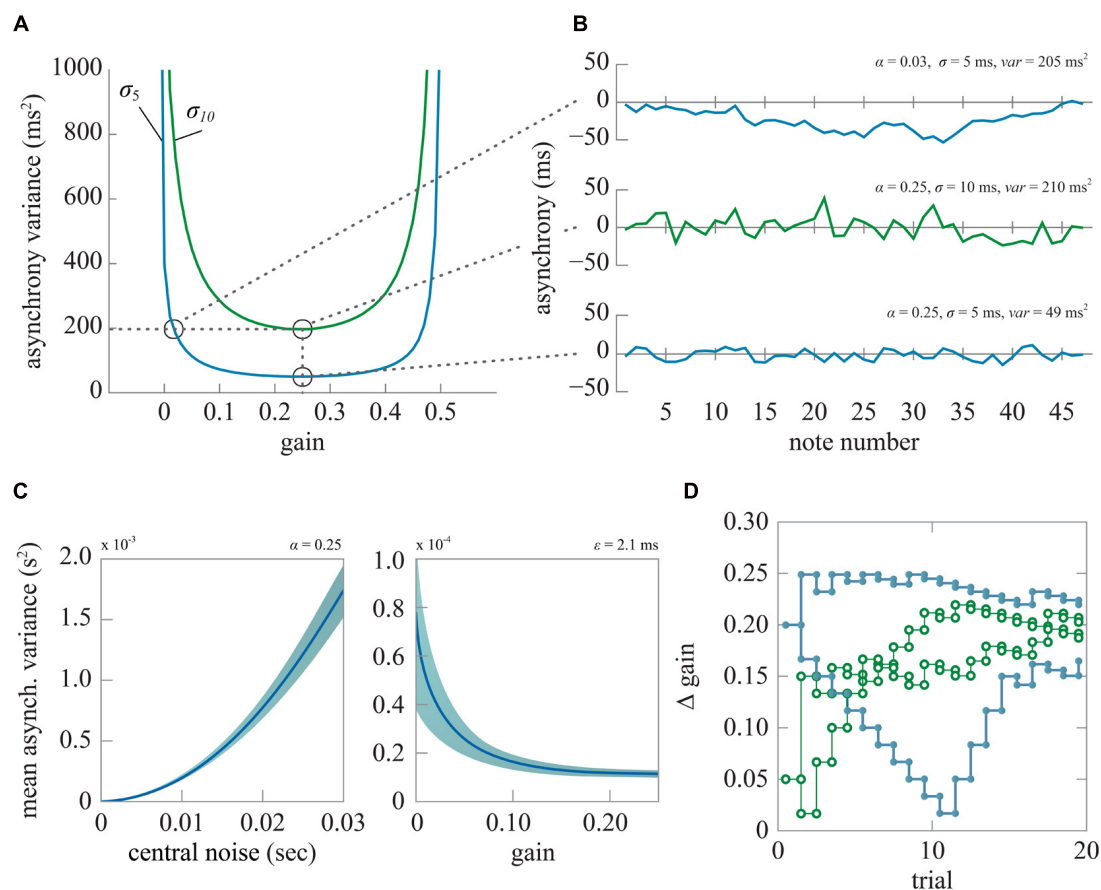 A
B
1000
800
600
400
200
0
asynchrony variance (ms²)
σ5
σ10
0
0.1
0.2
0.3
0.4
0.5
gain
asynchrony (ms)
50
0
−50
α = 0.03, σ = 5 ms, var = 205 ms²
50
0
−50
α = 0.25, σ = 10 ms, var = 210 ms²
50
0
−50
α = 0.25, σ = 5 ms, var = 49 ms²
5
10
15
20
25
30
35
40
45
note number
C
D
mean asynch. variance (s²)
x 10⁻³
α = 0.25
2.0
1.5
1.0
0.5
0
0
0.01
0.02
0.03
central noise (sec)
x 10⁻⁴
ε = 2.1 ms
1.0
0.8
0.6
0.4
0.2
0
0
0.10
0.20
gain
Δ gain
0.30
0.25
0.20
0.15
0.10
0.05
0
0
10
20
trial